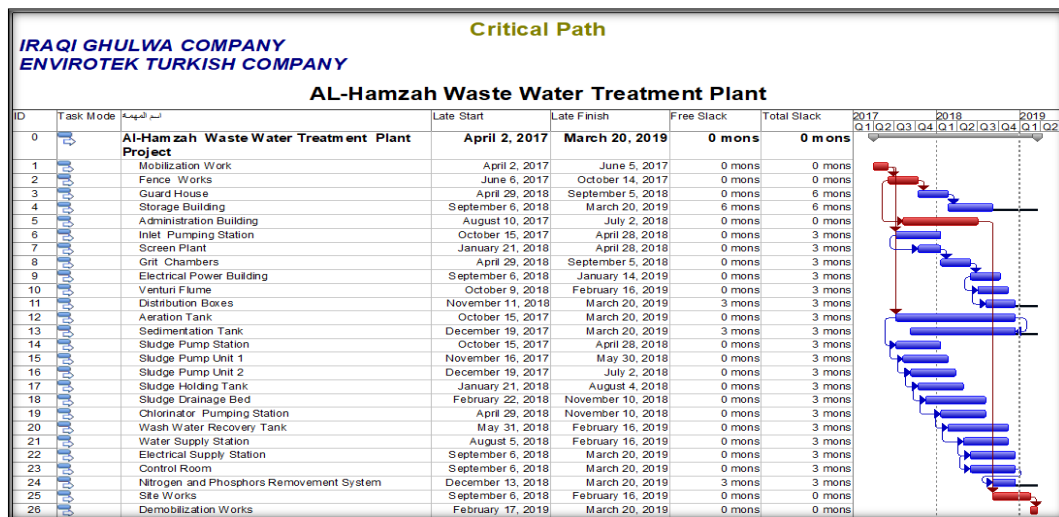 Critical Path
IRAQI GHULWA COMPANY
ENVIROTEK TURKISH COMPANY
AL-Hamzah Waste Water Treatment Plant
ID Task Mode اسم المهمة Late Start Late Finish Free Slack Total Slack 2017 2018 2019
Q1 Q2 Q3 Q4 Q1 Q2 Q3 Q4 Q1 Q2
0 Al-Hamzah Waste Water Treatment Plant Project April 2, 2017 March 20, 2019 0 mons 0 mons
1 Mobilization Work April 2, 2017 June 5, 2017 0 mons 0 mons
2 Fence Works June 6, 2017 October 14, 2017 0 mons 0 mons
3 Guard House April 29, 2018 September 5, 2018 0 mons 6 mons
4 Storage Building September 6, 2018 March 20, 2019 6 mons 6 mons
5 Administration Building August 10, 2017 July 2, 2018 0 mons 0 mons
6 Inlet Pumping Station October 15, 2017 April 28, 2018 0 mons 3 mons
7 Screen Plant January 21, 2018 April 28, 2018 0 mons 3 mons
8 Grit Chambers April 29, 2018 September 5, 2018 0 mons 3 mons
9 Electrical Power Building September 6, 2018 January 14, 2019 0 mons 3 mons
10 Venturi Flume October 9, 2018 February 16, 2019 0 mons 3 mons
11 Distribution Boxes November 11, 2018 March 20, 2019 3 mons 3 mons
12 Aeration Tank October 15, 2017 March 20, 2019 0 mons 3 mons
13 Sedimentation Tank December 19, 2017 March 20, 2019 3 mons 3 mons
14 Sludge Pump Station October 15, 2017 April 28, 2018 0 mons 3 mons
15 Sludge Pump Unit 1 November 16, 2017 May 30, 2018 0 mons 3 mons
16 Sludge Pump Unit 2 December 19, 2017 July 2, 2018 0 mons 3 mons
17 Sludge Holding Tank January 21, 2018 August 4, 2018 0 mons 3 mons
18 Sludge Drainage Bed February 22, 2018 November 10, 2018 0 mons 3 mons
19 Chlorinator Pumping Station April 29, 2018 November 10, 2018 0 mons 3 mons
20 Wash Water Recovery Tank May 31, 2018 February 16, 2019 0 mons 3 mons
21 Water Supply Station August 5, 2018 February 16, 2019 0 mons 3 mons
22 Electrical Supply Station September 6, 2018 March 20, 2019 0 mons 3 mons
23 Control Room September 6, 2018 March 20, 2019 0 mons 3 mons
24 Nitrogen and Phosphors Removement System December 13, 2018 March 20, 2019 3 mons 3 mons
25 Site Works September 6, 2018 February 16, 2019 0 mons 0 mons
26 Demobilization Works February 17, 2019 March 20, 2019 0 mons 0 mons